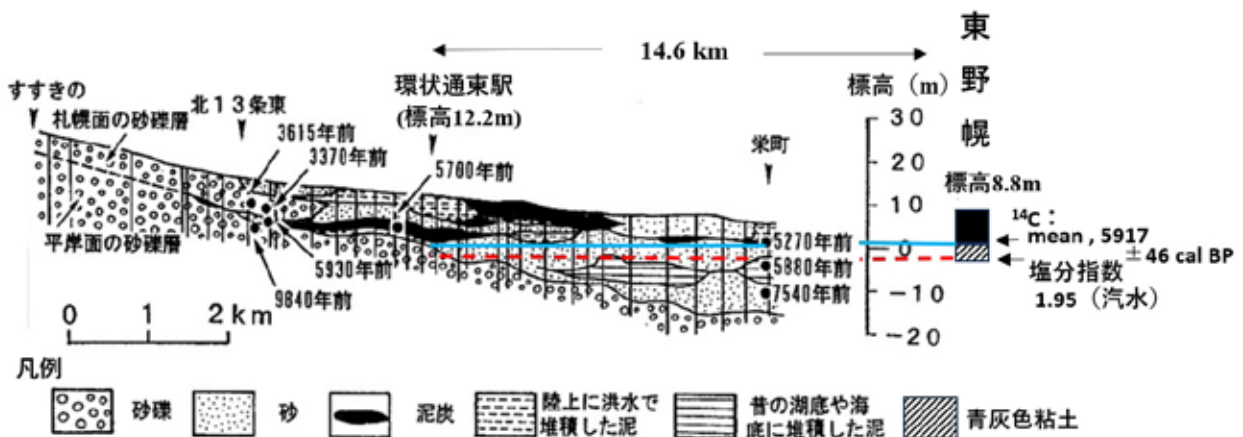 東野幌
14.6 km
標高（m）
環状通東駅
(標高12.2m)
すすきの
札幌面の砂礫層
北13条東
3615年前
3370年前
5700年前
栄町
30
20
10
0
-10
-20
標高8.8m
¹⁴C：
mean , 5917
± 46 cal BP
塩分指数
1.95（汽水）
平岸面の砂礫層
5930年前
9840年前
5270年前
5880年前
7540年前
0 1 2 km
凡例
砂礫
砂
泥炭
陸上に洪水で
堆積した泥
昔の湖底や海
底に堆積した泥
青灰色粘土